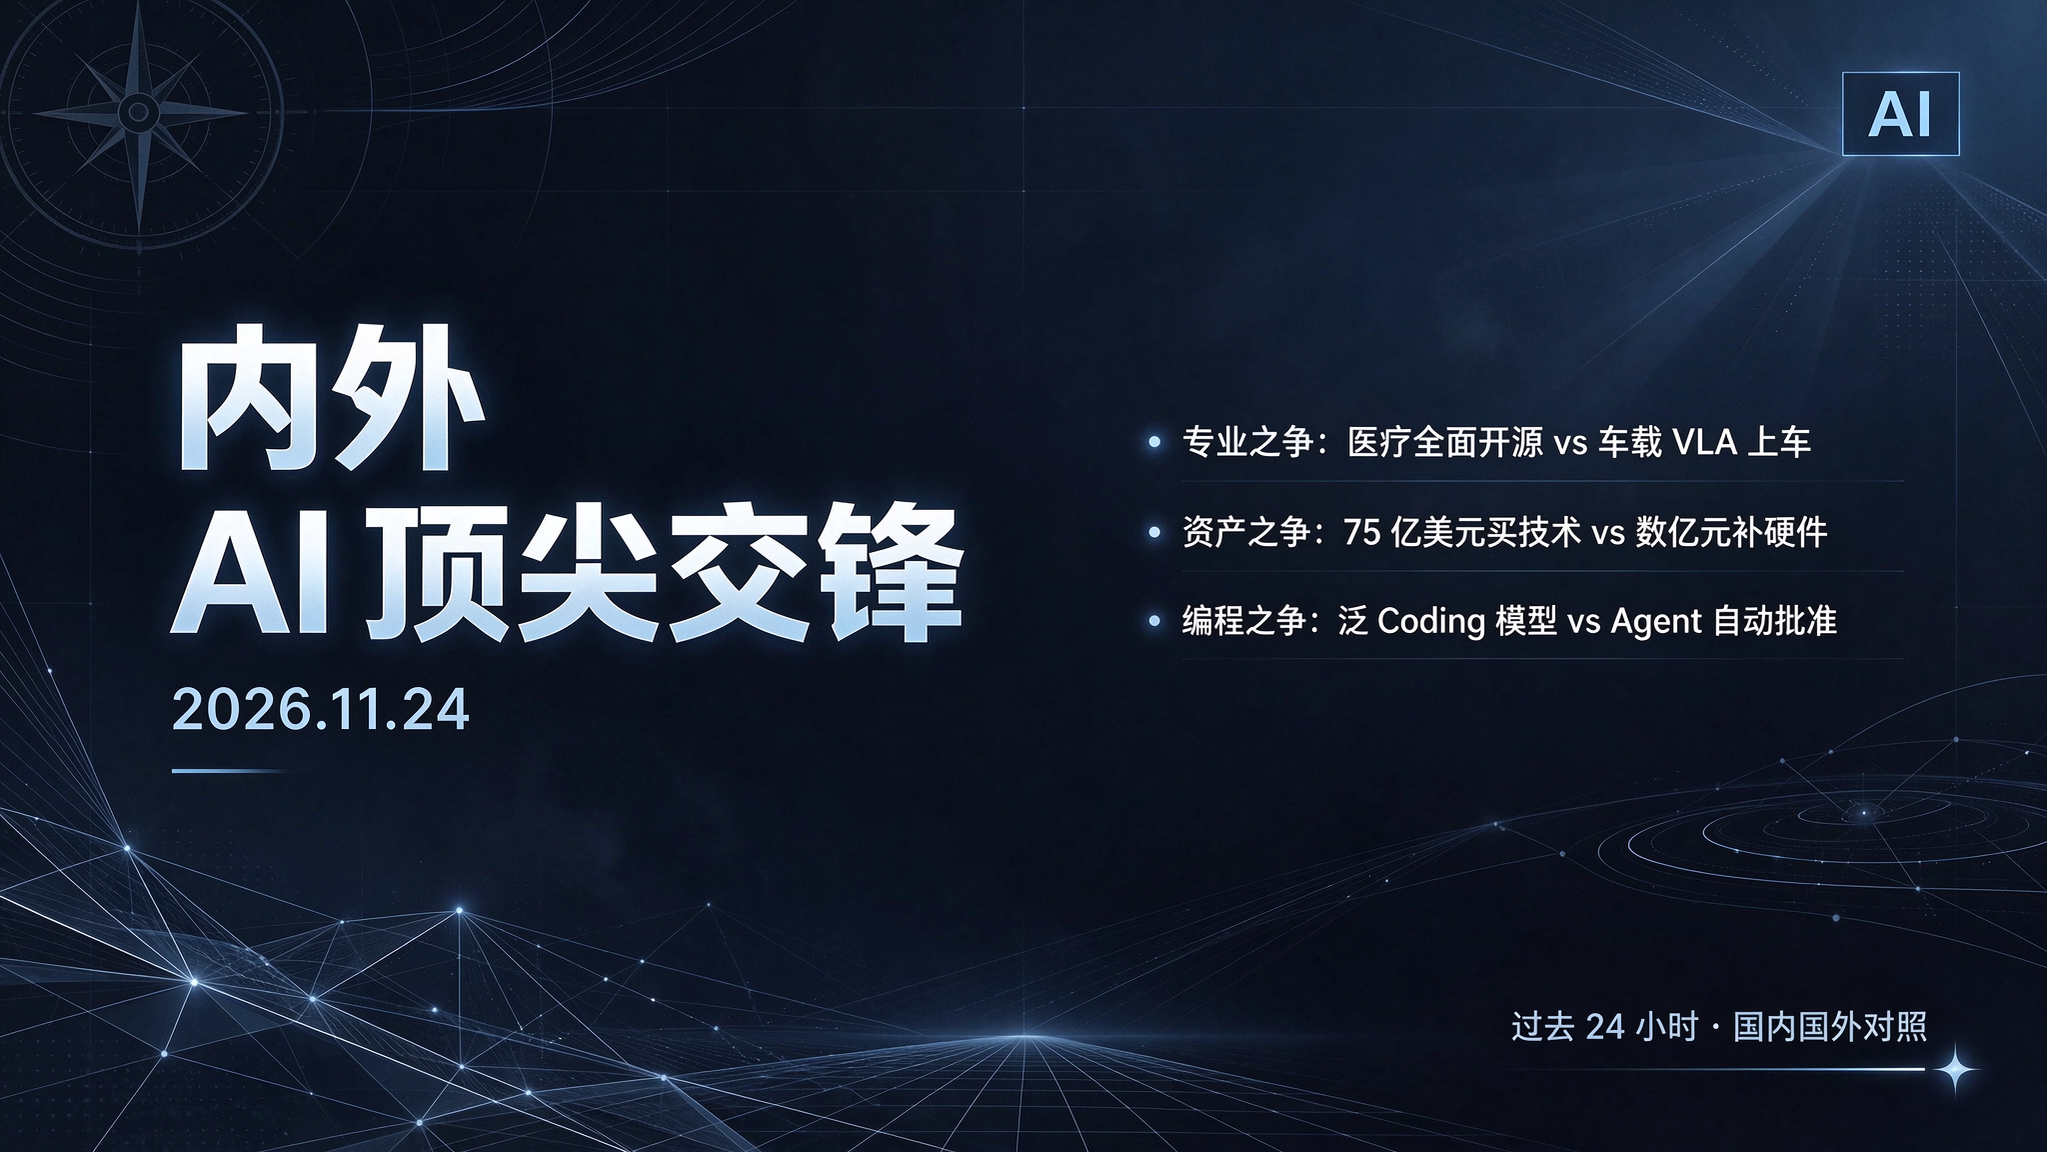 AI
内外
AI 顶尖交锋
2026.11.24
专业之争：医疗全面开源 vs 车载 VLA 上车
资产之争：75 亿美元买技术 vs 数亿元补硬件
编程之争：泛 Coding 模型 vs Agent 自动批准
过去 24 小时 · 国内国外对照